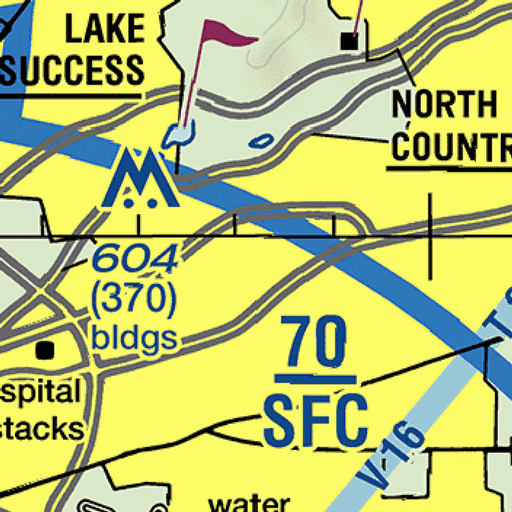 LAKE
SUCCESS
NORTH
COUNTR
604
(370)
bldgs
70
SFC
spital
stacks
V-16
water